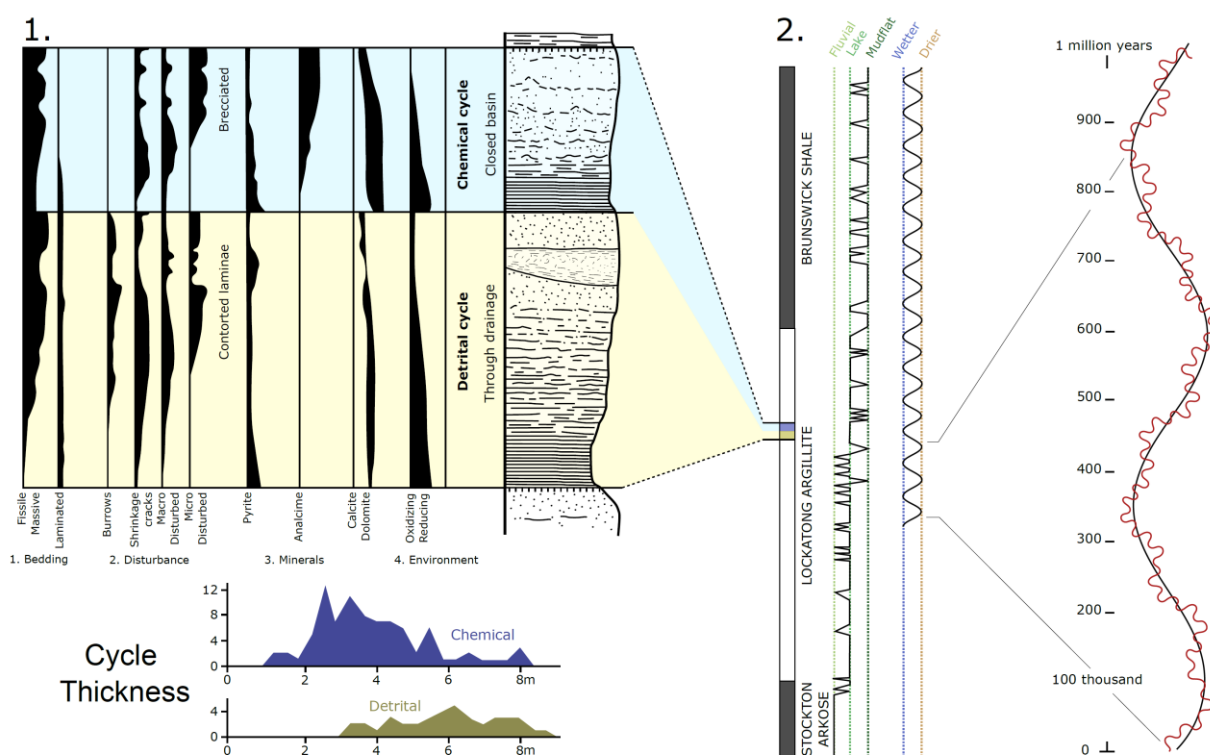 1.
Brecciated
Chemical cycle
Closed basin
Contorted laminae
Detrital cycle
Through drainage
Fissile
Massive
Laminated
Burrows
Shrinkage
cracks
Macro
Disturbed
Micro
Disturbed
Pyrite
Analcime
Calcite
Dolomite
Oxidizing
Reducing
1. Bedding
2. Disturbance
3. Minerals
4. Environment
Cycle
Thickness
12
8
4
0
Chemical
0
2
4
6
8m
4
0
Detrital
0
2
4
6
8m
2.
Fluvial
Lake
Mudflat
Wetter
Drier
BRUNSWICK SHALE
LOCKATONG ARGILLITE
STOCKTON
ARKOSE
1 million years
900
800
700
600
500
400
300
200
100 thousand
0